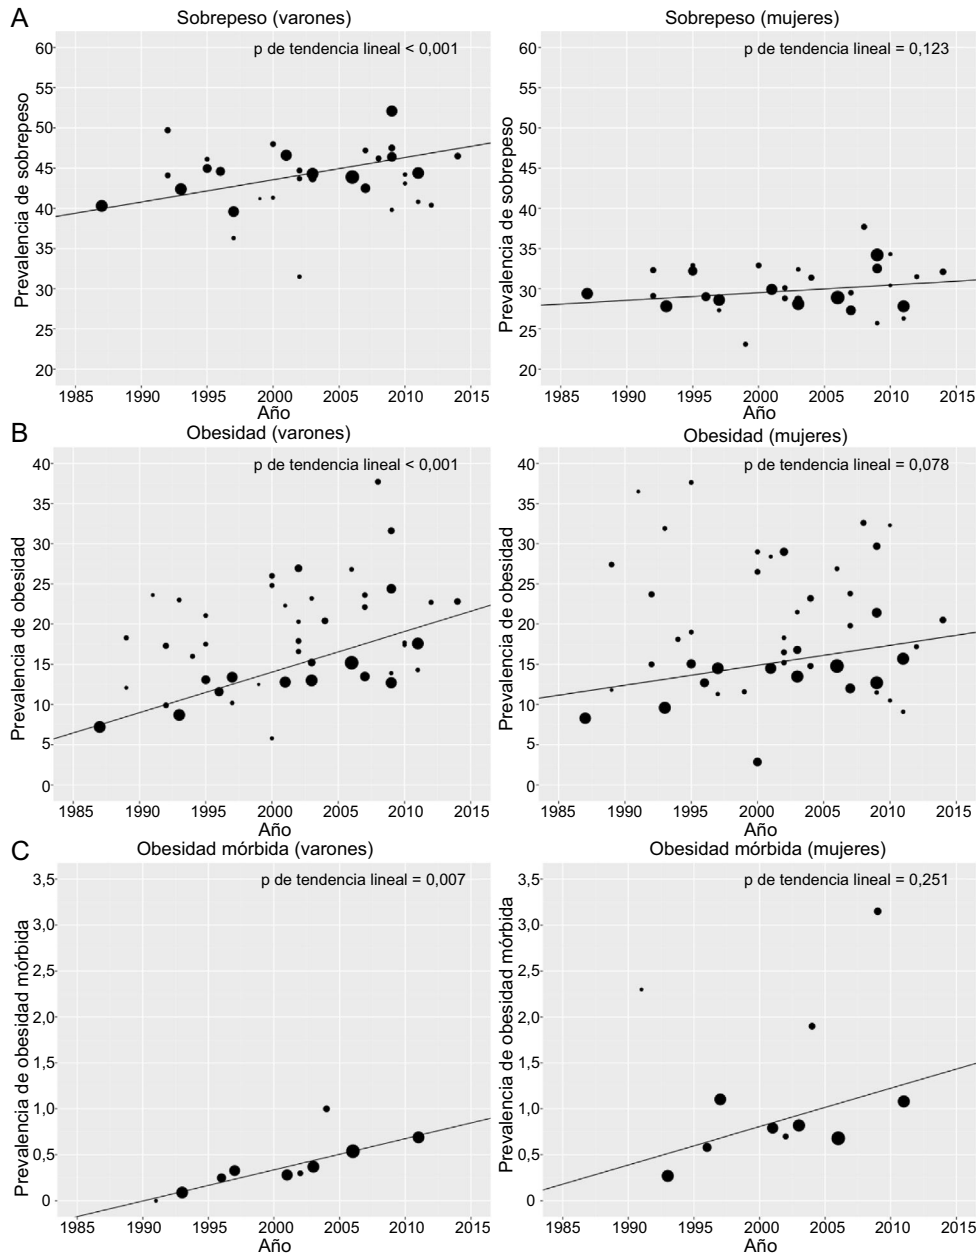 A
Sobrepeso (varones)
p de tendencia lineal < 0,001
Prevalencia de sobrepeso
60
55
50
45
40
35
30
25
20
1985 1990 1995 2000 2005 2010 2015
Año
Sobrepeso (mujeres)
p de tendencia lineal = 0,123
Prevalencia de sobrepeso
60
55
50
45
40
35
30
25
20
1985 1990 1995 2000 2005 2010 2015
Año
B
Obesidad (varones)
p de tendencia lineal < 0,001
Prevalencia de obesidad
40
35
30
25
20
15
10
5
0
1985 1990 1995 2000 2005 2010 2015
Año
Obesidad (mujeres)
p de tendencia lineal = 0,078
Prevalencia de obesidad
40
35
30
25
20
15
10
5
0
1985 1990 1995 2000 2005 2010 2015
Año
C
Obesidad mórbida (varones)
p de tendencia lineal = 0,007
Prevalencia de obesidad mórbida
3,5
3,0
2,5
2,0
1,5
1,0
0,5
0
1985 1990 1995 2000 2005 2010 2015
Año
Obesidad mórbida (mujeres)
p de tendencia lineal = 0,251
Prevalencia de obesidad mórbida
3,5
3,0
2,5
2,0
1,5
1,0
0,5
0
1985 1990 1995 2000 2005 2010 2015
Año